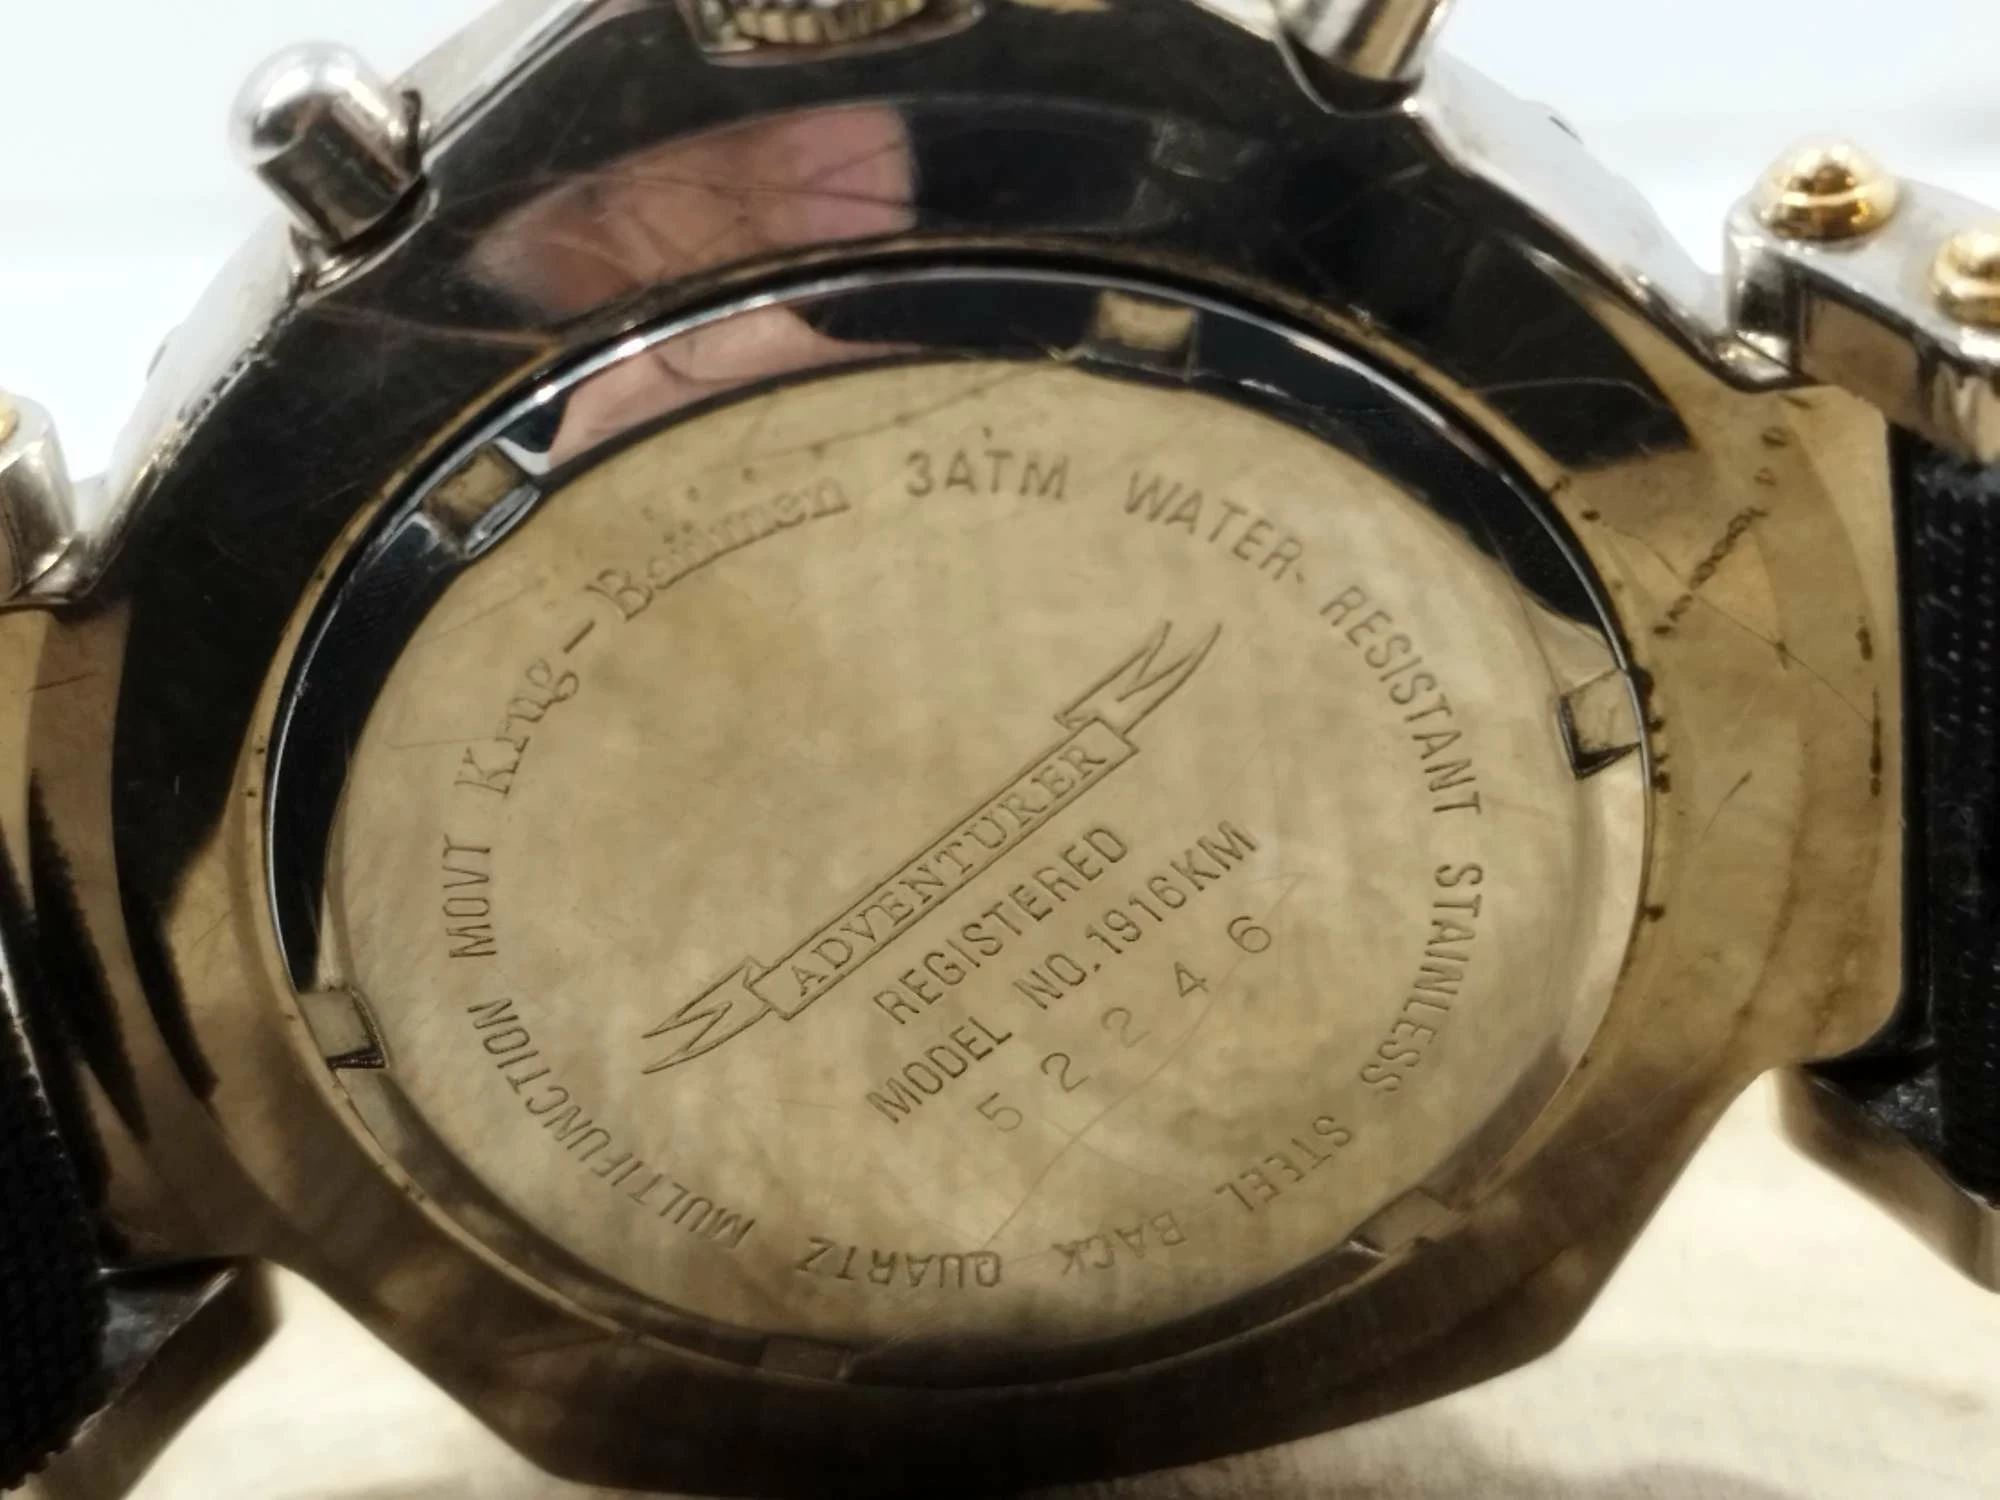 Krug-Baümen 3ATM WATER-RESISTANT STAINLESS STEEL BACK QUARTZ MULTIFUNCTION MOVT
ADVENTURER
REGISTERED
MODEL NO.1916KM
52246